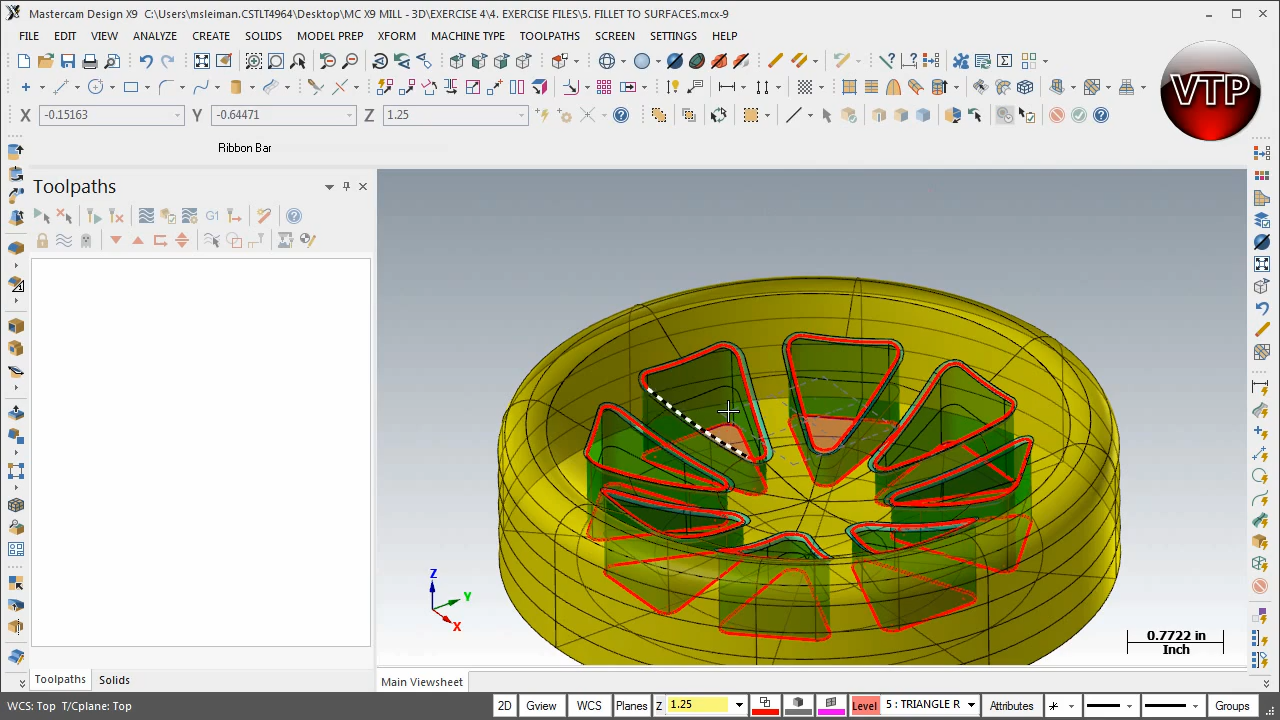 Mastercam Design X9 C:\Users\msleiman.CSTLT4964\Desktop\MC X9 MILL - 3D\EXERCISE 4\4. EXERCISE FILES\5. FILLET TO SURFACES.mcx-9
FILE EDIT VIEW ANALYZE CREATE SOLIDS MODEL PREP XFORM MACHINE TYPE TOOLPATHS SCREEN SETTINGS HELP
VTP
X -0.15163 Y -0.64471 Z 1.25
Ribbon Bar
Toolpaths
G1
Z
Y
X
0.7722 in
Inch
Toolpaths Solids
Main Viewsheet
WCS: Top T/Cplane: Top 2D Gview WCS Planes Z 1.25 Level 5 : TRIANGLE R Attributes Groups